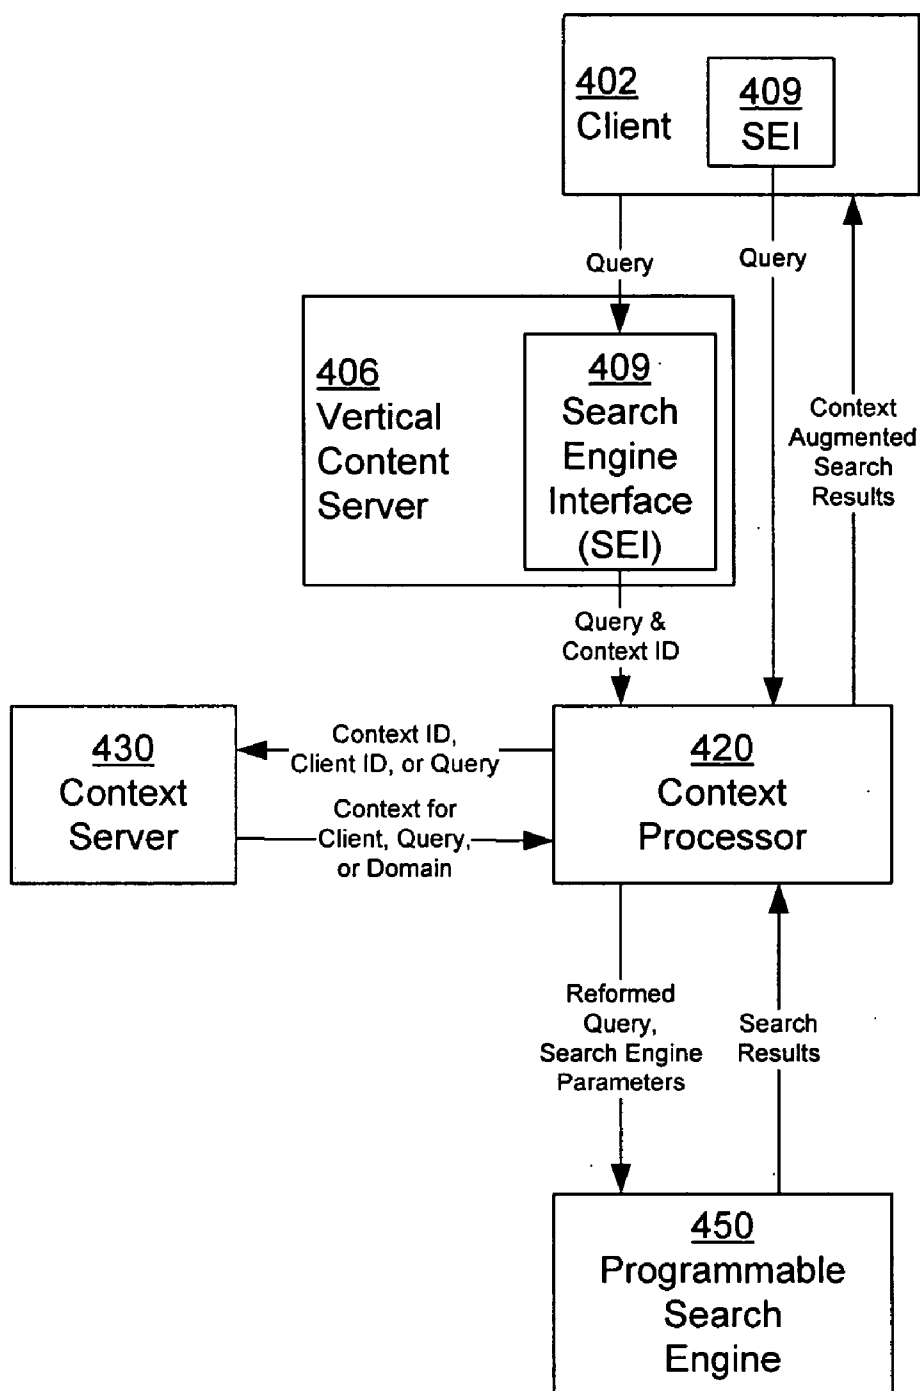 402
Client
409
SEI
Query
Query
406
Vertical
Content
Server
409
Search
Engine
Interface
(SEI)
Context
Augmented
Search
Results
Query &
Context ID
430
Context
Server
Context ID,
Client ID, or Query
Context for
Client, Query,
or Domain
420
Context
Processor
Reformed
Query,
Search Engine
Parameters
Search
Results
450
Programmable
Search
Engine